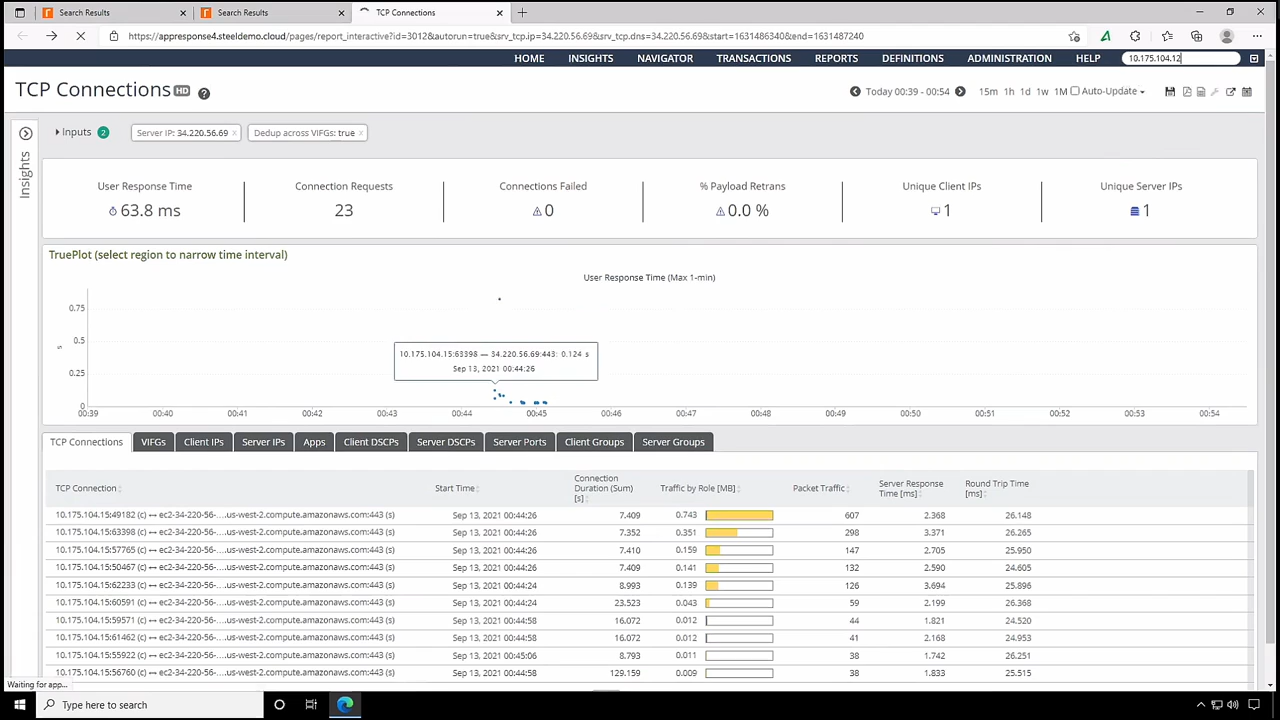 Search Results
Search Results
TCP Connections
https://appresponse4.steeldemo.cloud/pages/report_interactive?id=3012&autorun=true&srv_tcp.ip=34.220.56.69&srv_tcp.dns=34.220.56.69&start=1631486340&end=1631487240
HOME INSIGHTS NAVIGATOR TRANSACTIONS REPORTS DEFINITIONS ADMINISTRATION HELP 10.175.104.12
TCP Connections HD ?
Today 00:39 - 00:54 15m 1h 1d 1w 1M Auto-Update
Insights
Inputs 2 Server IP: 34.220.56.69 x Dedup across VIFGs: true x
User Response Time Connection Requests Connections Failed % Payload Retrans Unique Client IPs Unique Server IPs
63.8 ms 23 0 0.0 % 1 1
TruePlot (select region to narrow time interval)
User Response Time (Max 1-min)
0.75
0.5
s
0.25
0
10.175.104.15:63398 — 34.220.56.69:443: 0.124 s
Sep 13, 2021 00:44:26
00:39 00:40 00:41 00:42 00:43 00:44 00:45 00:46 00:47 00:48 00:49 00:50 00:51 00:52 00:53 00:54
TCP Connections VIFGs Client IPs Server IPs Apps Client DSCPs Server DSCPs Server Ports Client Groups Server Groups
TCP Connection Start Time Connection Duration (Sum) [s] Traffic by Role [MB] Packet Traffic Server Response Time [ms] Round Trip Time [ms]
10.175.104.15:49182 (c) ↔ ec2-34-220-56-....us-west-2.compute.amazonaws.com:443 (s) Sep 13, 2021 00:44:26 7.409 0.743 607 2.368 26.148
10.175.104.15:63398 (c) ↔ ec2-34-220-56-....us-west-2.compute.amazonaws.com:443 (s) Sep 13, 2021 00:44:26 7.352 0.351 298 3.371 26.265
10.175.104.15:57765 (c) ↔ ec2-34-220-56-....us-west-2.compute.amazonaws.com:443 (s) Sep 13, 2021 00:44:26 7.410 0.159 147 2.705 25.950
10.175.104.15:50467 (c) ↔ ec2-34-220-56-....us-west-2.compute.amazonaws.com:443 (s) Sep 13, 2021 00:44:26 7.409 0.141 132 2.590 24.605
10.175.104.15:62233 (c) ↔ ec2-34-220-56-....us-west-2.compute.amazonaws.com:443 (s) Sep 13, 2021 00:44:24 8.993 0.139 126 3.694 25.896
10.175.104.15:60591 (c) ↔ ec2-34-220-56-....us-west-2.compute.amazonaws.com:443 (s) Sep 13, 2021 00:44:24 23.523 0.043 59 2.199 26.368
10.175.104.15:59571 (c) ↔ ec2-34-220-56-....us-west-2.compute.amazonaws.com:443 (s) Sep 13, 2021 00:44:58 16.072 0.012 44 1.821 24.520
10.175.104.15:61462 (c) ↔ ec2-34-220-56-....us-west-2.compute.amazonaws.com:443 (s) Sep 13, 2021 00:44:58 16.072 0.012 41 2.168 24.953
10.175.104.15:55922 (c) ↔ ec2-34-220-56-....us-west-2.compute.amazonaws.com:443 (s) Sep 13, 2021 00:45:06 8.793 0.011 38 1.742 26.251
10.175.104.15:56760 (c) ↔ ec2-34-220-56-....us-west-2.compute.amazonaws.com:443 (s) Sep 13, 2021 00:44:58 129.159 0.009 38 1.833 25.515
Waiting for app...
Type here to search